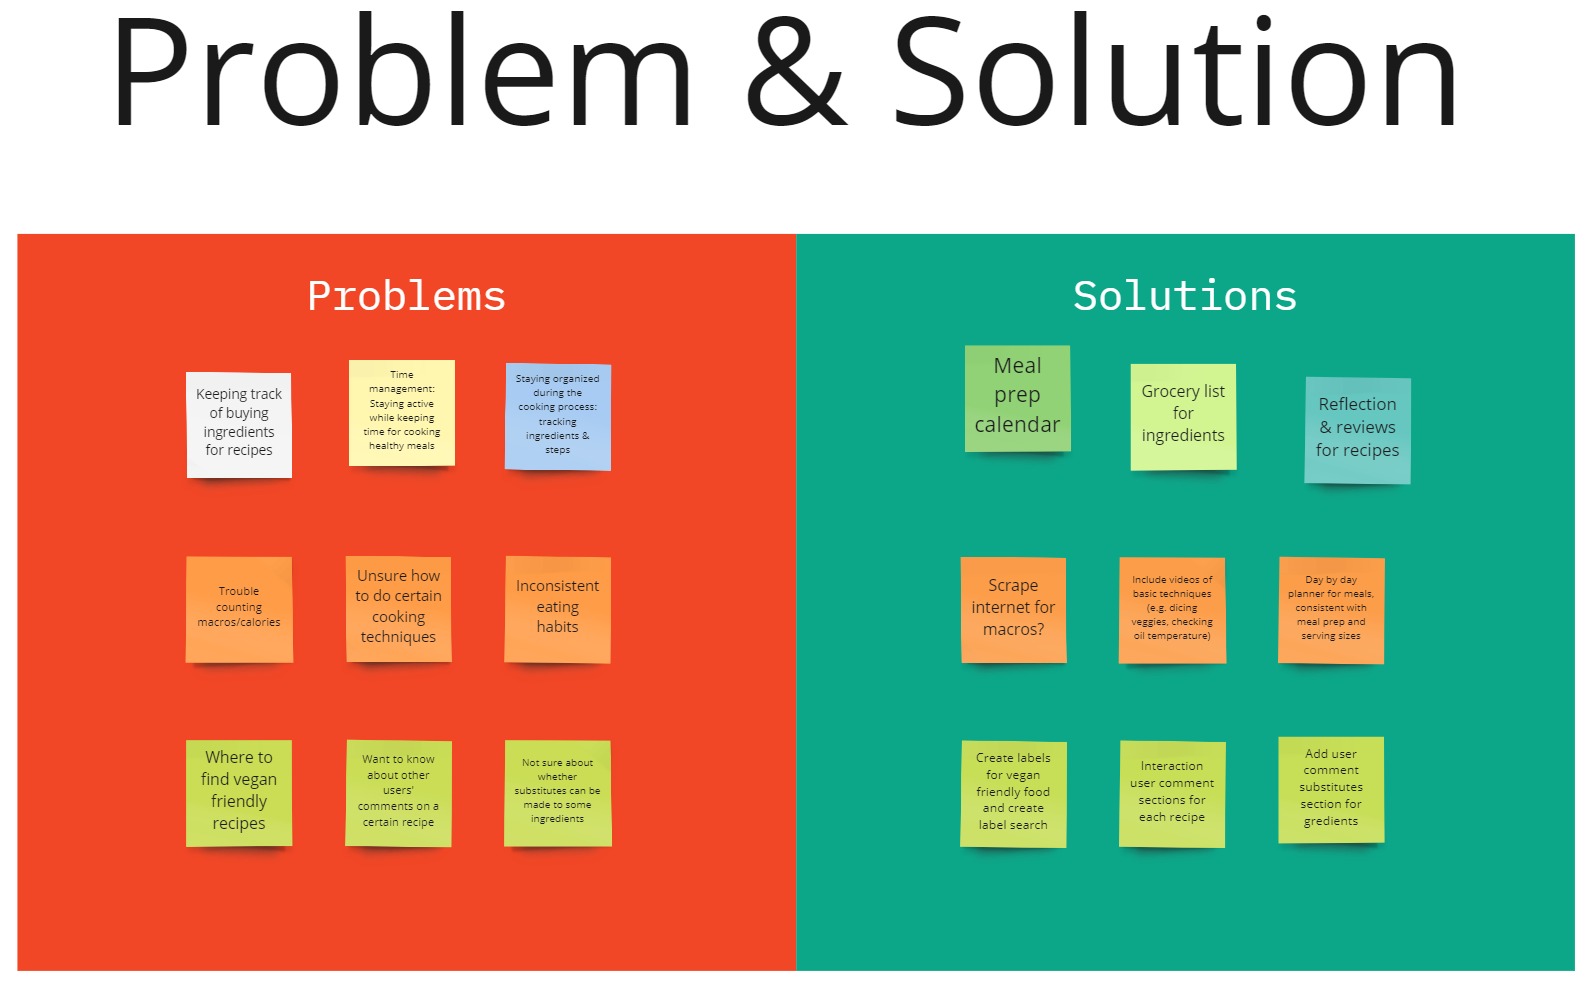 Problem & Solution
Problems
Keeping track
of buying
ingredients
for recipes
Time
management:
Staying active
while keeping
time for cooking
healthy meals
Staying organized
during the
cooking process:
tracking
ingredients &
steps
Trouble
counting
macros/calories
Unsure how
to do certain
cooking
techniques
Inconsistent
eating
habits
Where to
find vegan
friendly
recipes
Want to know
about other
users'
comments on a
certain recipe
Not sure about
whether
substitutes can be
made to some
ingredients
Solutions
Meal
prep
calendar
Grocery list
for
ingredients
Reflection
& reviews
for recipes
Scrape
internet for
macros?
Include videos of
basic techniques
(e.g. dicing
veggies, checking
oil temperature)
Day by day
planner for meals,
consistent with
meal prep and
serving sizes
Create labels
for vegan
friendly food
and create
label search
Interaction
user comment
sections for
each recipe
Add user
comment
substitutes
section for
gredients